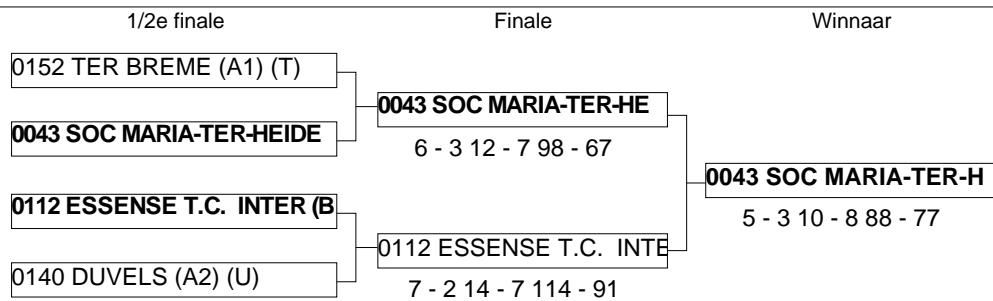 1/2e finale
Finale
Winnaar
0152 TER BREME (A1) (T)
0043 SOC MARIA-TER-HEIDE
0112 ESSENSE T.C.  INTER (B
0140 DUVELS (A2) (U)
0043 SOC MARIA-TER-HE
6 - 3 12 - 7 98 - 67
0112 ESSENSE T.C.  INTE
7 - 2 14 - 7 114 - 91
0043 SOC MARIA-TER-H
5 - 3 10 - 8 88 - 77